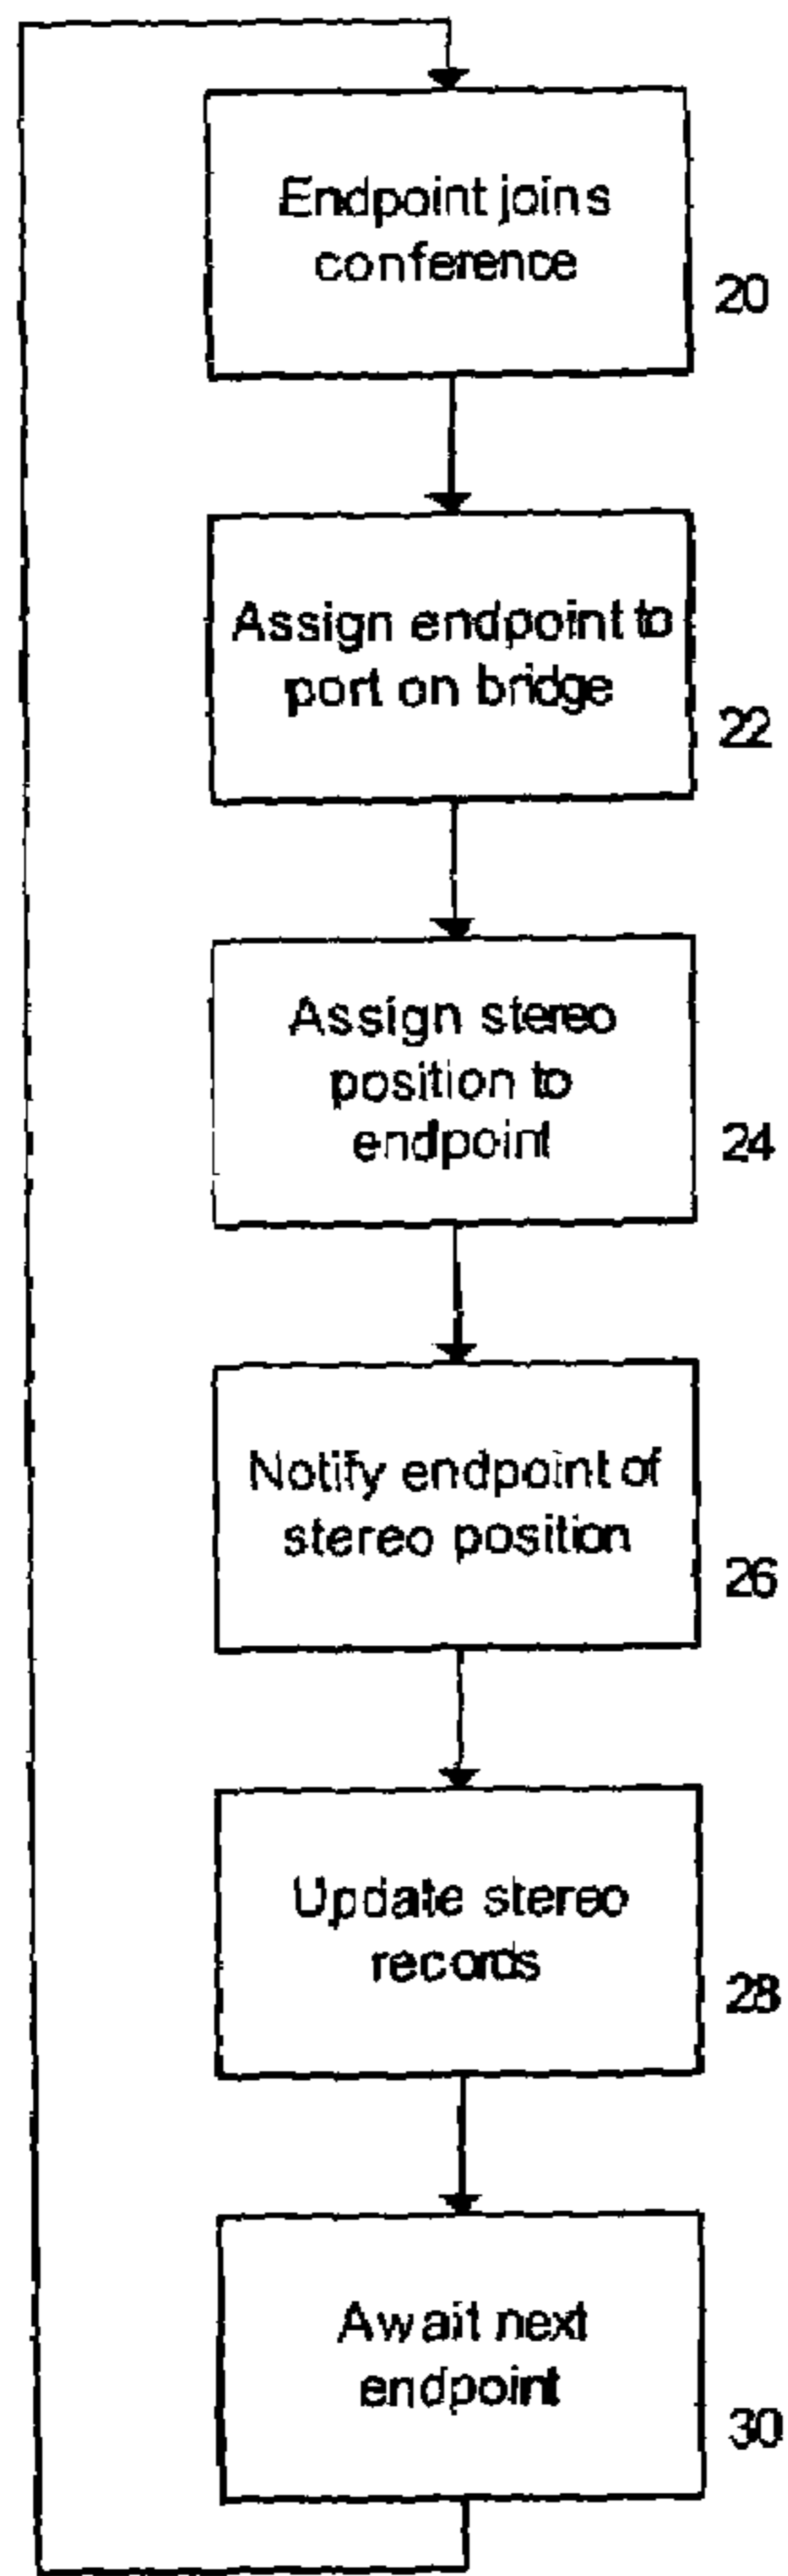 Endpoint joins
conference
20
Assign endpoint to
port on bridge
22
Assign stereo
position to
endpoint
24
Notify endpoint of
stereo position
26
Update stereo
records
28
Await next
endpoint
30